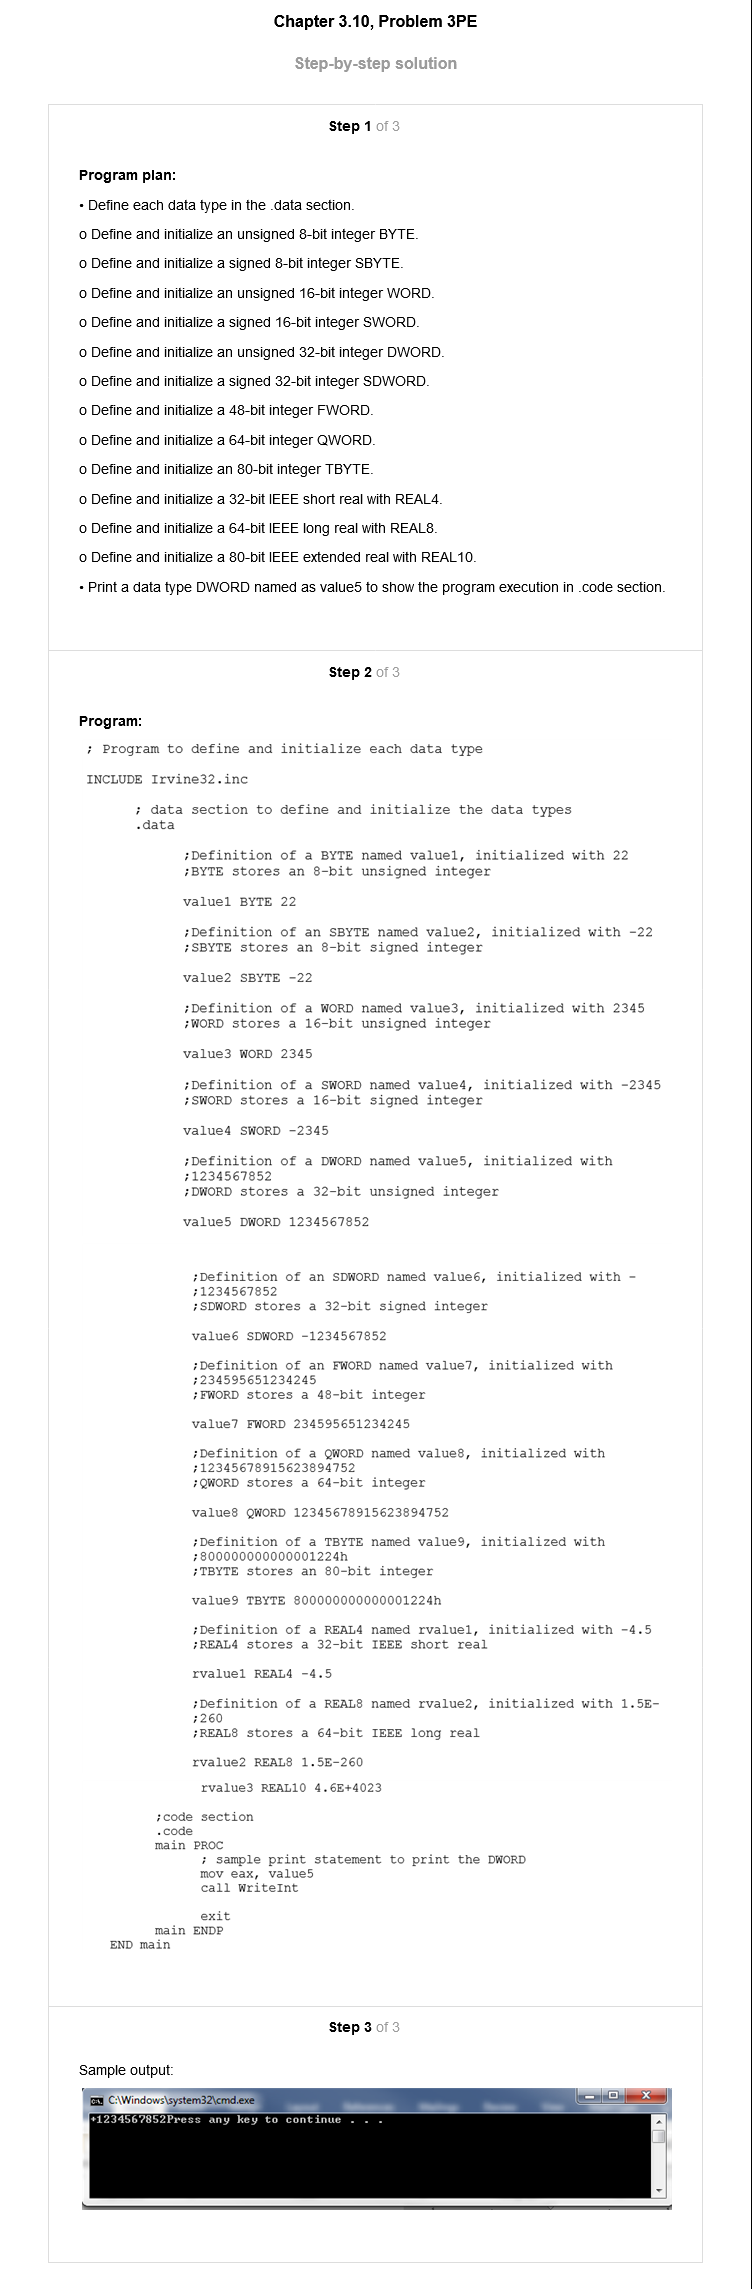 Chapter 3.10, Problem 3PE
Step-by-step solution
Step 1 of 3
Program plan:
• Define each data type in the .data section.
o Define and initialize an unsigned 8-bit integer BYTE.
o Define and initialize a signed 8-bit integer SBYTE.
o Define and initialize an unsigned 16-bit integer WORD.
o Define and initialize a signed 16-bit integer SWORD.
o Define and initialize an unsigned 32-bit integer DWORD.
o Define and initialize a signed 32-bit integer SDWORD.
o Define and initialize a 48-bit integer FWORD.
o Define and initialize a 64-bit integer QWORD.
o Define and initialize an 80-bit integer TBYTE.
o Define and initialize a 32-bit IEEE short real with REAL4.
o Define and initialize a 64-bit IEEE long real with REAL8.
o Define and initialize a 80-bit IEEE extended real with REAL10.
• Print a data type DWORD named as value5 to show the program execution in .code section.
Step 2 of 3
Program:
; Program to define and initialize each data type
INCLUDE Irvine32.inc
; data section to define and initialize the data types
.data
;Definition of a BYTE named value1, initialized with 22
;BYTE stores an 8-bit unsigned integer
value1 BYTE 22
;Definition of an SBYTE named value2, initialized with -22
;SBYTE stores an 8-bit signed integer
value2 SBYTE -22
;Definition of a WORD named value3, initialized with 2345
;WORD stores a 16-bit unsigned integer
value3 WORD 2345
;Definition of a SWORD named value4, initialized with -2345
;SWORD stores a 16-bit signed integer
value4 SWORD -2345
;Definition of a DWORD named value5, initialized with
;1234567852
;DWORD stores a 32-bit unsigned integer
value5 DWORD 1234567852
;Definition of an SDWORD named value6, initialized with -
;1234567852
;SDWORD stores a 32-bit signed integer
value6 SDWORD -1234567852
;Definition of an FWORD named value7, initialized with
;234595651234245
;FWORD stores a 48-bit integer
value7 FWORD 234595651234245
;Definition of a QWORD named value8, initialized with
;12345678915623894752
;QWORD stores a 64-bit integer
value8 QWORD 12345678915623894752
;Definition of a TBYTE named value9, initialized with
;800000000000001224h
;TBYTE stores an 80-bit integer
value9 TBYTE 800000000000001224h
;Definition of a REAL4 named rvalue1, initialized with -4.5
;REAL4 stores a 32-bit IEEE short real
rvalue1 REAL4 -4.5
;Definition of a REAL8 named rvalue2, initialized with 1.5E-
;260
;REAL8 stores a 64-bit IEEE long real
rvalue2 REAL8 1.5E-260
rvalue3 REAL10 4.6E+4023
;code section
.code
main PROC
; sample print statement to print the DWORD
mov eax, value5
call WriteInt
exit
main ENDP
END main
Step 3 of 3
Sample output:
C:\Windows\system32\cmd.exe
+1234567852Press any key to continue . . .